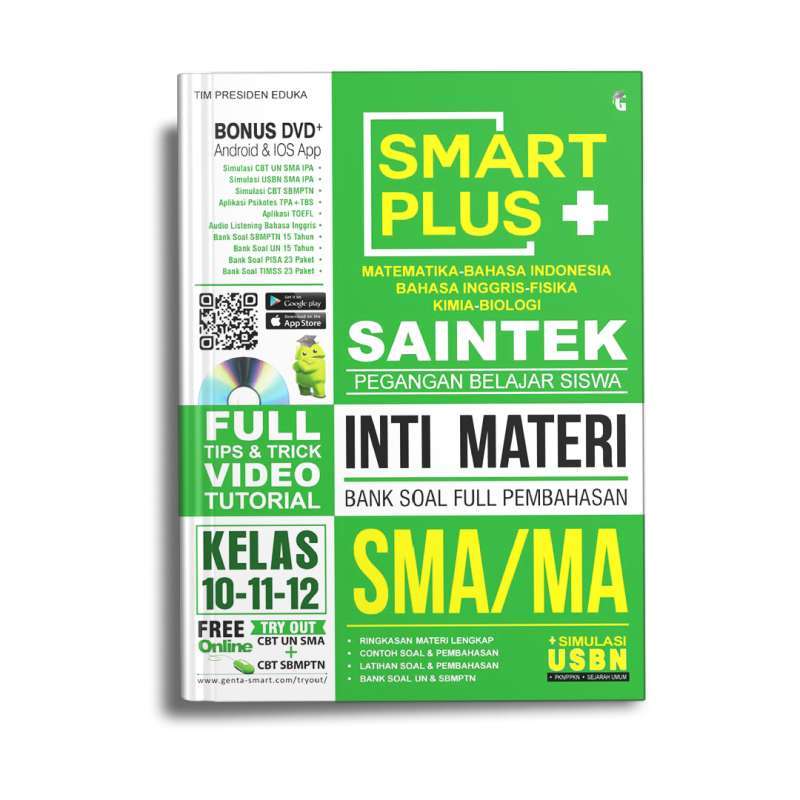 TIM PRESIDEN EDUKA
BONUS DVD+
Android & IOS App
Simulasi CBT UN SMA IPA •
Simulasi USBN SMA IPA •
Simulasi CBT SBMPTN •
Aplikasi Psikotes TPA + TBS •
Aplikasi TOEFL •
Audio Listening Bahasa Inggris •
Bank Soal SBMPTN 15 Tahun •
Bank Soal UN 15 Tahun •
Bank Soal PISA 23 Paket •
Bank Soal TIMSS 23 Paket •
Get it on
Google play
Download on the
App Store
FULL
TIPS & TRICK
VIDEO
TUTORIAL
KELAS
10-11-12
FREE
Online
TRY OUT
CBT UN SMA
+
CBT SBMPTN
www.genta-smart.com/tryout/
G
SMART
PLUS +
MATEMATIKA-BAHASA INDONESIA
BAHASA INGGRIS-FISIKA
KIMIA-BIOLOGI
SAINTEK
PEGANGAN BELAJAR SISWA
INTI MATERI
BANK SOAL FULL PEMBAHASAN
SMA/MA
• RINGKASAN MATERI LENGKAP
• CONTOH SOAL & PEMBAHASAN
• LATIHAN SOAL & PEMBAHASAN
• BANK SOAL UN & SBMPTN
+ SIMULASI
USBN
• PKN/PPKN • SEJARAH UMUM